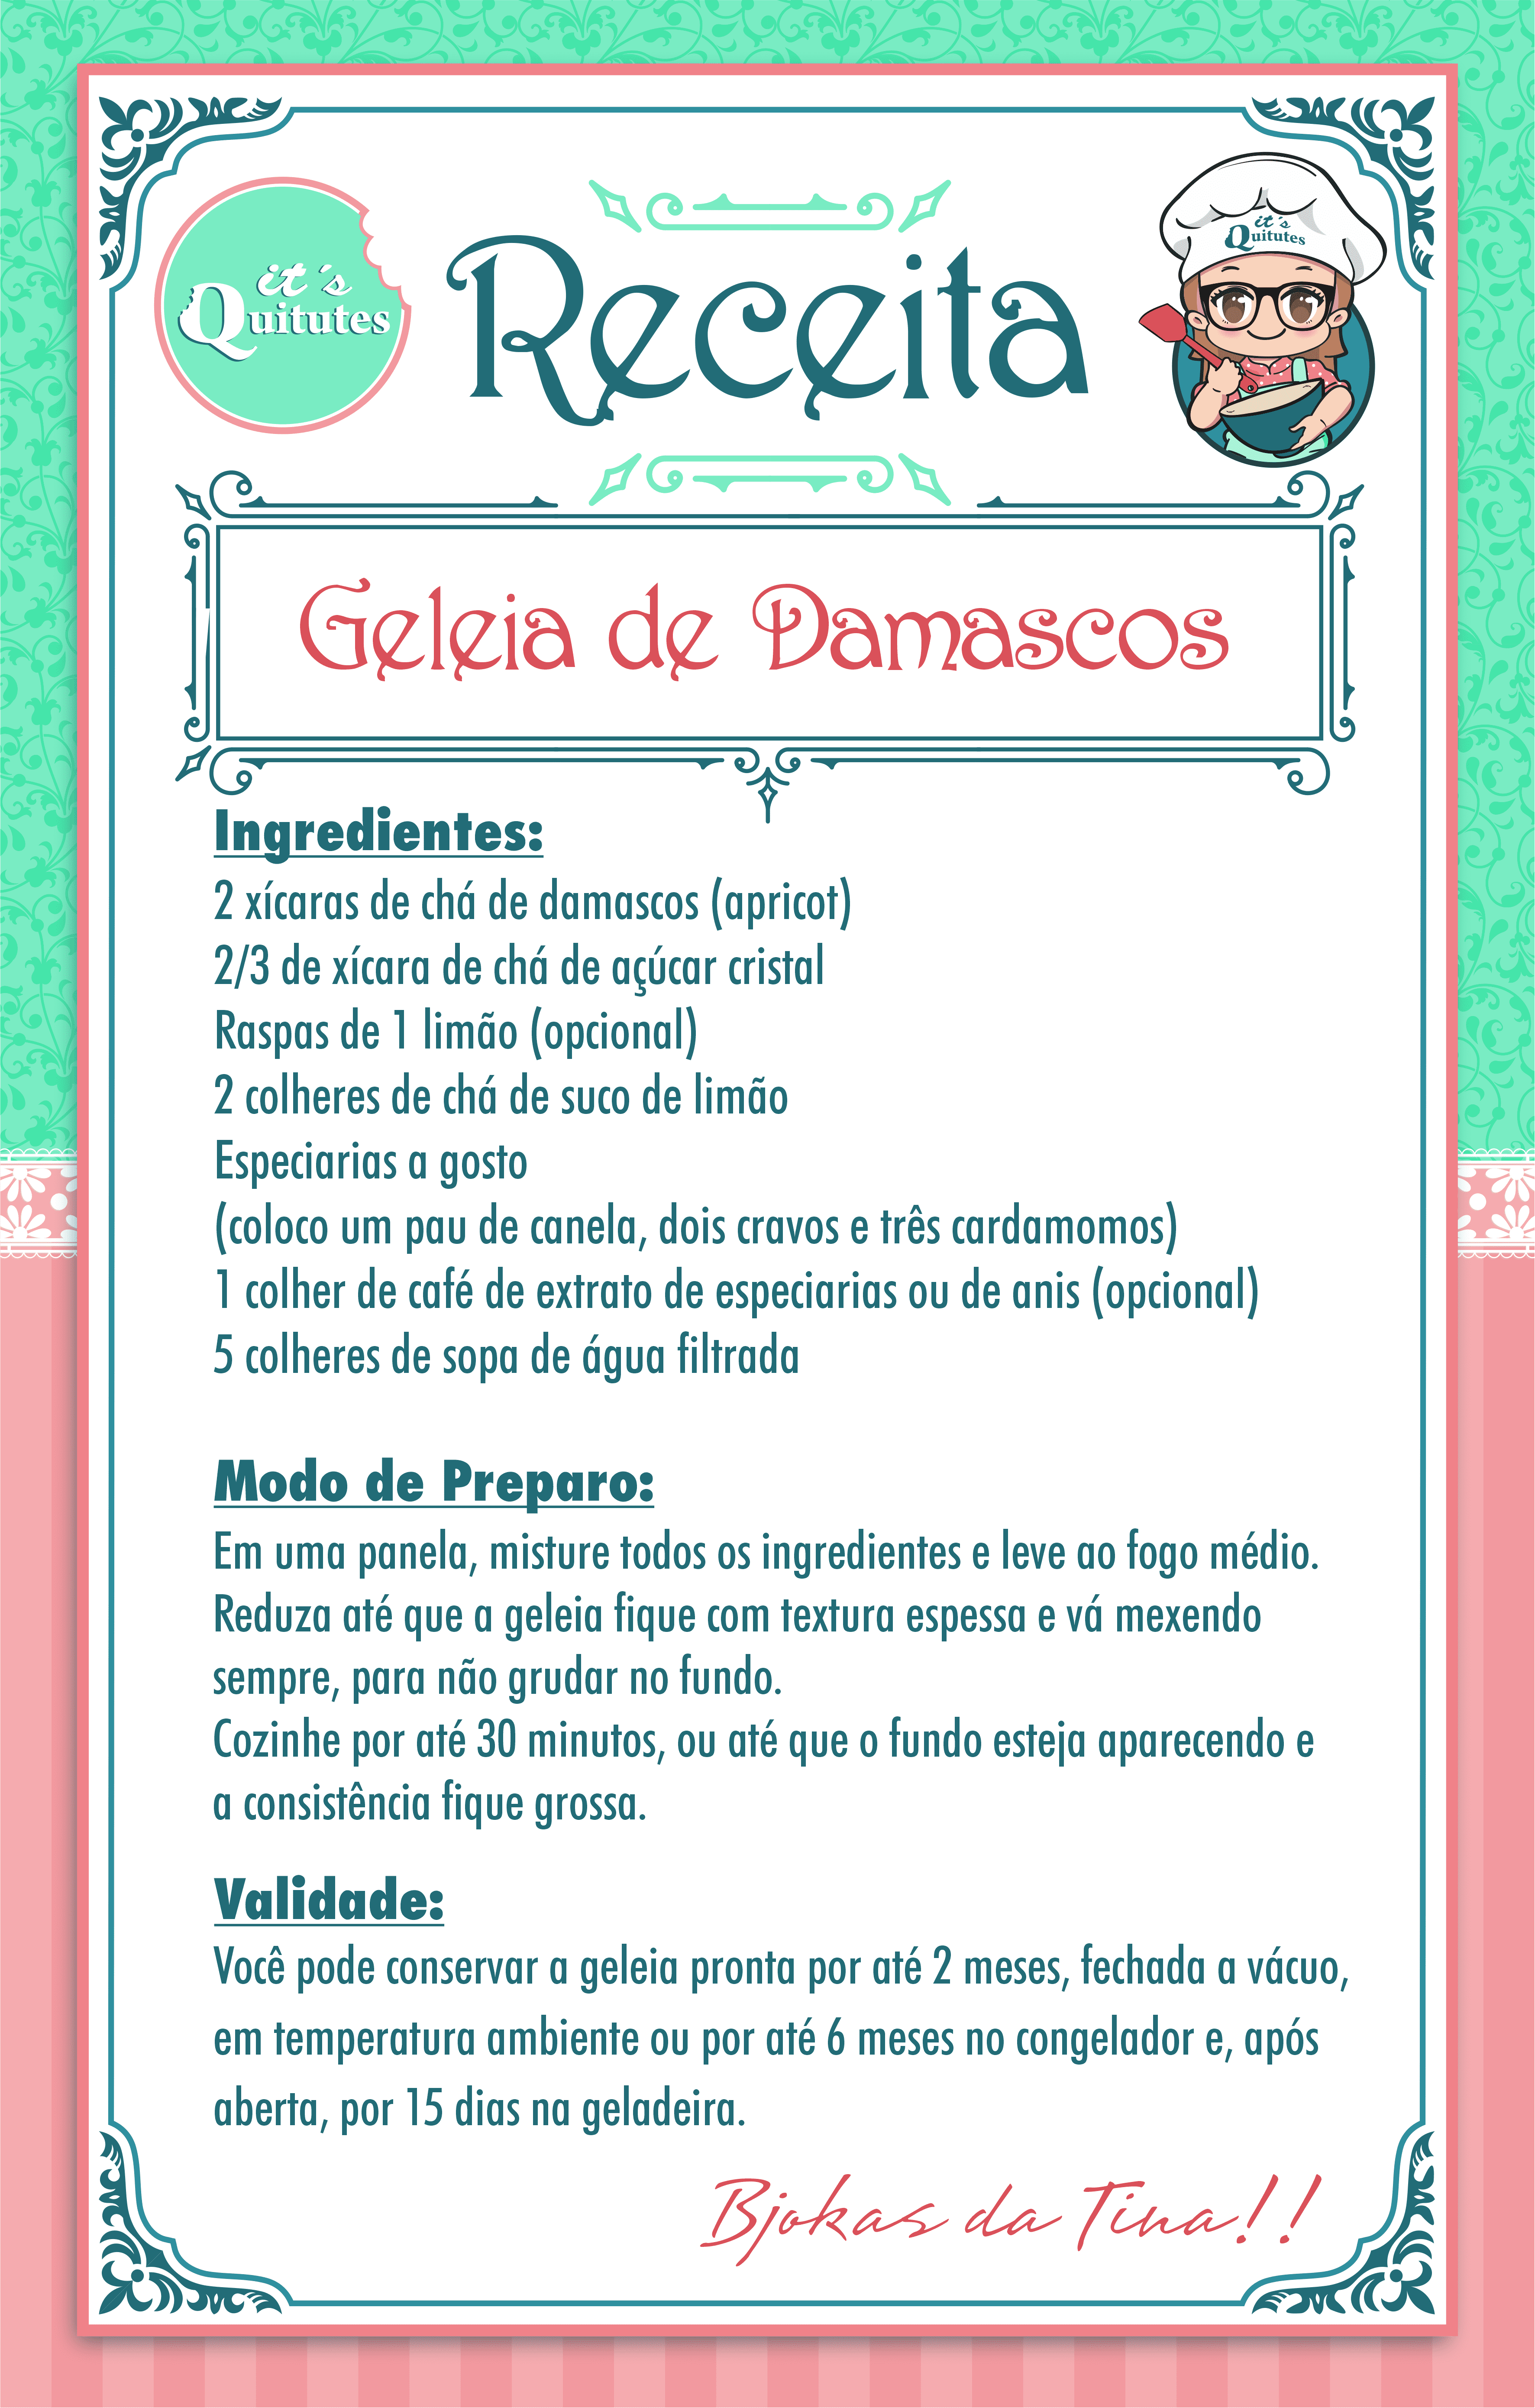 it´s
Quitutes
Receita
it´s
Quitutes
Geleia de Damascos
Ingredientes:
2 xícaras de chá de damascos (apricot)
2/3 de xícara de chá de açúcar cristal
Raspas de 1 limão (opcional)
2 colheres de chá de suco de limão
Especiarias a gosto
(coloco um pau de canela, dois cravos e três cardamomos)
1 colher de café de extrato de especiarias ou de anis (opcional)
5 colheres de sopa de água filtrada
Modo de Preparo:
Em uma panela, misture todos os ingredientes e leve ao fogo médio.
Reduza até que a geleia fique com textura espessa e vá mexendo
sempre, para não grudar no fundo.
Cozinhe por até 30 minutos, ou até que o fundo esteja aparecendo e
a consistência fique grossa.
Validade:
Você pode conservar a geleia pronta por até 2 meses, fechada a vácuo,
em temperatura ambiente ou por até 6 meses no congelador e, após
aberta, por 15 dias na geladeira.
Bjokas da Tina!!